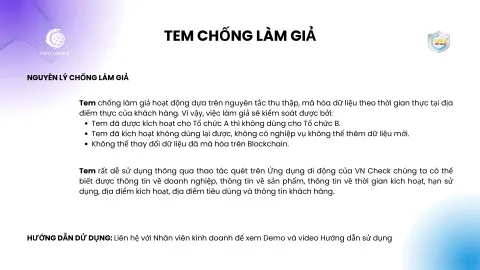 TEM CHỐNG LÀM GIẢ
NGUYÊN LÝ CHỐNG LÀM GIẢ
Tem chống làm giả hoạt động dựa trên nguyên tắc thu thập, mã hóa dữ liệu theo thời gian thực tại địa
điểm thực của khách hàng. Vì vậy, việc làm giả sẽ kiểm soát được bởi:
• Tem đã được kích hoạt cho Tổ chức A thì không dùng cho Tổ chức B.
• Tem đã kích hoạt không dùng lại được, không có nghiệp vụ không thể thêm dữ liệu mới.
• Không thể thay đổi dữ liệu đã mã hóa trên Blockchain.
Tem rất dễ sử dụng thông qua thao tác quét trên Ứng dụng di động của VN Check chúng ta có thể
biết được thông tin về doanh nghiệp, thông tin về sản phẩm, thông tin về thời gian kích hoạt, hạn sử
dụng, địa điểm kích hoạt, địa điểm tiêu dùng và thông tin khách hàng.
HƯỚNG DẪN DỬ DỤNG: Liên hệ với Nhân viên kinh doanh để xem Demo và video Hướng dẫn sử dụng